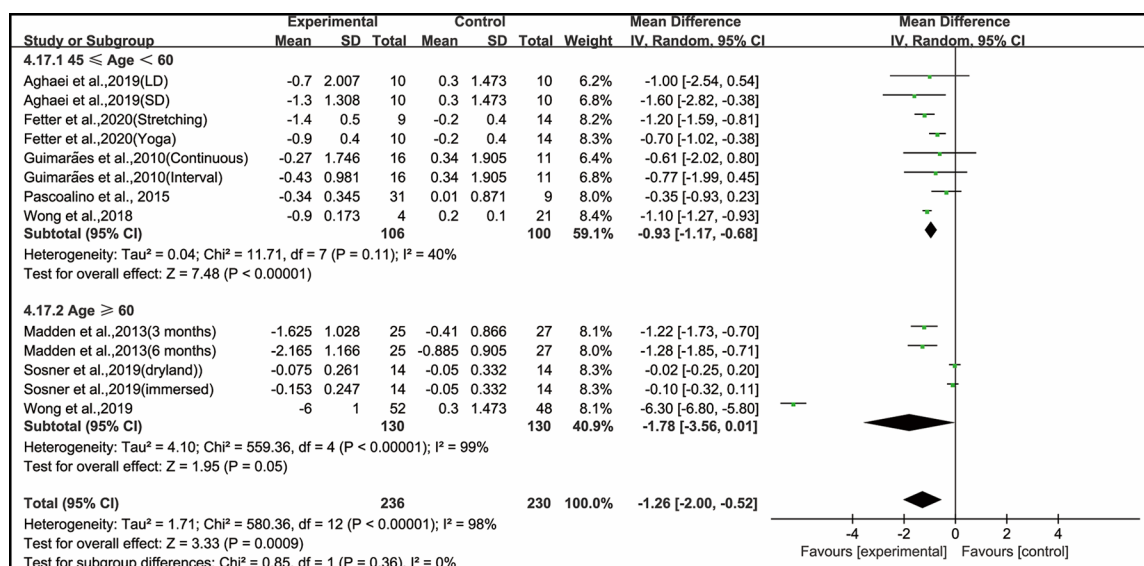 Experimental Control Mean Difference Mean Difference
Study or Subgroup Mean SD Total Mean SD Total Weight IV, Random, 95% CI IV, Random, 95% CI
4.17.1 45 ≤ Age < 60
Aghaei et al.,2019(LD) -0.7 2.007 10 0.3 1.473 10 6.2% -1.00 [-2.54, 0.54]
Aghaei et al.,2019(SD) -1.3 1.308 10 0.3 1.473 10 6.8% -1.60 [-2.82, -0.38]
Fetter et al.,2020(Stretching) -1.4 0.5 9 -0.2 0.4 14 8.2% -1.20 [-1.59, -0.81]
Fetter et al.,2020(Yoga) -0.9 0.4 10 -0.2 0.4 14 8.3% -0.70 [-1.02, -0.38]
Guimarães et al.,2010(Continuous) -0.27 1.746 16 0.34 1.905 11 6.4% -0.61 [-2.02, 0.80]
Guimarães et al.,2010(Interval) -0.43 0.981 16 0.34 1.905 11 6.8% -0.77 [-1.99, 0.45]
Pascoalino et al., 2015 -0.34 0.345 31 0.01 0.871 9 8.0% -0.35 [-0.93, 0.23]
Wong et al.,2018 -0.9 0.173 4 0.2 0.1 21 8.4% -1.10 [-1.27, -0.93]
Subtotal (95% CI) 106 100 59.1% -0.93 [-1.17, -0.68]
Heterogeneity: Tau² = 0.04; Chi² = 11.71, df = 7 (P = 0.11); I² = 40%
Test for overall effect: Z = 7.48 (P < 0.00001)
4.17.2 Age ≥ 60
Madden et al.,2013(3 months) -1.625 1.028 25 -0.41 0.866 27 8.1% -1.22 [-1.73, -0.70]
Madden et al.,2013(6 months) -2.165 1.166 25 -0.885 0.905 27 8.0% -1.28 [-1.85, -0.71]
Sosner et al.,2019(dryland)) -0.075 0.261 14 -0.05 0.332 14 8.3% -0.02 [-0.25, 0.20]
Sosner et al.,2019(immersed) -0.153 0.247 14 -0.05 0.332 14 8.3% -0.10 [-0.32, 0.11]
Wong et al.,2019 -6 1 52 0.3 1.473 48 8.1% -6.30 [-6.80, -5.80]
Subtotal (95% CI) 130 130 40.9% -1.78 [-3.56, 0.01]
Heterogeneity: Tau² = 4.10; Chi² = 559.36, df = 4 (P < 0.00001); I² = 99%
Test for overall effect: Z = 1.95 (P = 0.05)
Total (95% CI) 236 230 100.0% -1.26 [-2.00, -0.52]
Heterogeneity: Tau² = 1.71; Chi² = 580.36, df = 12 (P < 0.00001); I² = 98%
Test for overall effect: Z = 3.33 (P = 0.0009)
Test for subgroup differences: Chi² = 0.85, df = 1 (P = 0.36), I² = 0%
-4 -2 0 2 4
Favours [experimental] Favours [control]